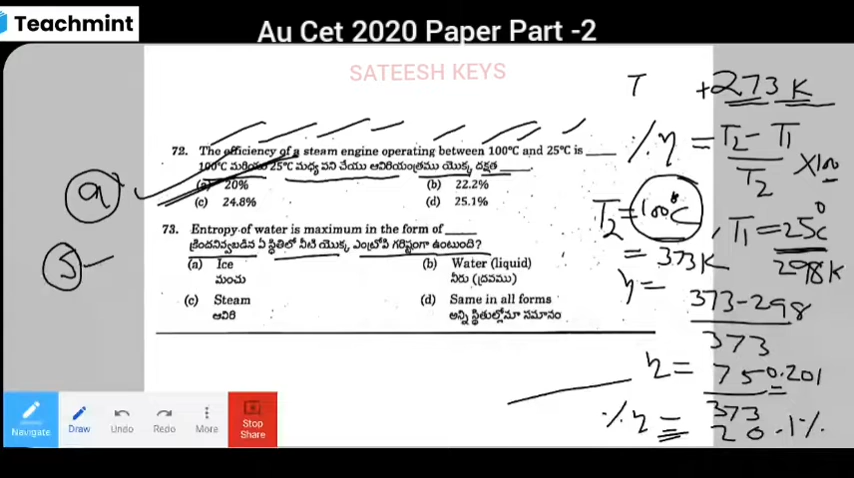 Teachmint
Au Cet 2020 Paper Part -2
SATEESH KEYS
72. The efficiency of a steam engine operating between 100°C and 25°C is ____
100°C మరియు 25°C మధ్య పని చేయు ఆవిరియంత్రము యొక్క దక్షత ____
(a) 20% (b) 22.2%
(c) 24.8% (d) 25.1%
73. Entropy of water is maximum in the form of ____
క్రిందనివ్వబడిన ఏ స్థితిలో నీటి యొక్క ఎంట్రోపి గరిష్టంగా ఉంటుంది?
(a) Ice (b) Water (liquid)
మంచు నీరు (ద్రవము)
(c) Steam (d) Same in all forms
ఆవిరి అన్ని స్థితుల్లోనూ సమానం
a
T +273 K
% η = T2 - T1
T2 ×100
T2 = 100°C , T1 = 25°C
= 373K 298K
η = 373-298
373
η = 75 = 0.201
373
% η = 20.1%
Navigate Draw Undo Redo More Stop
Share